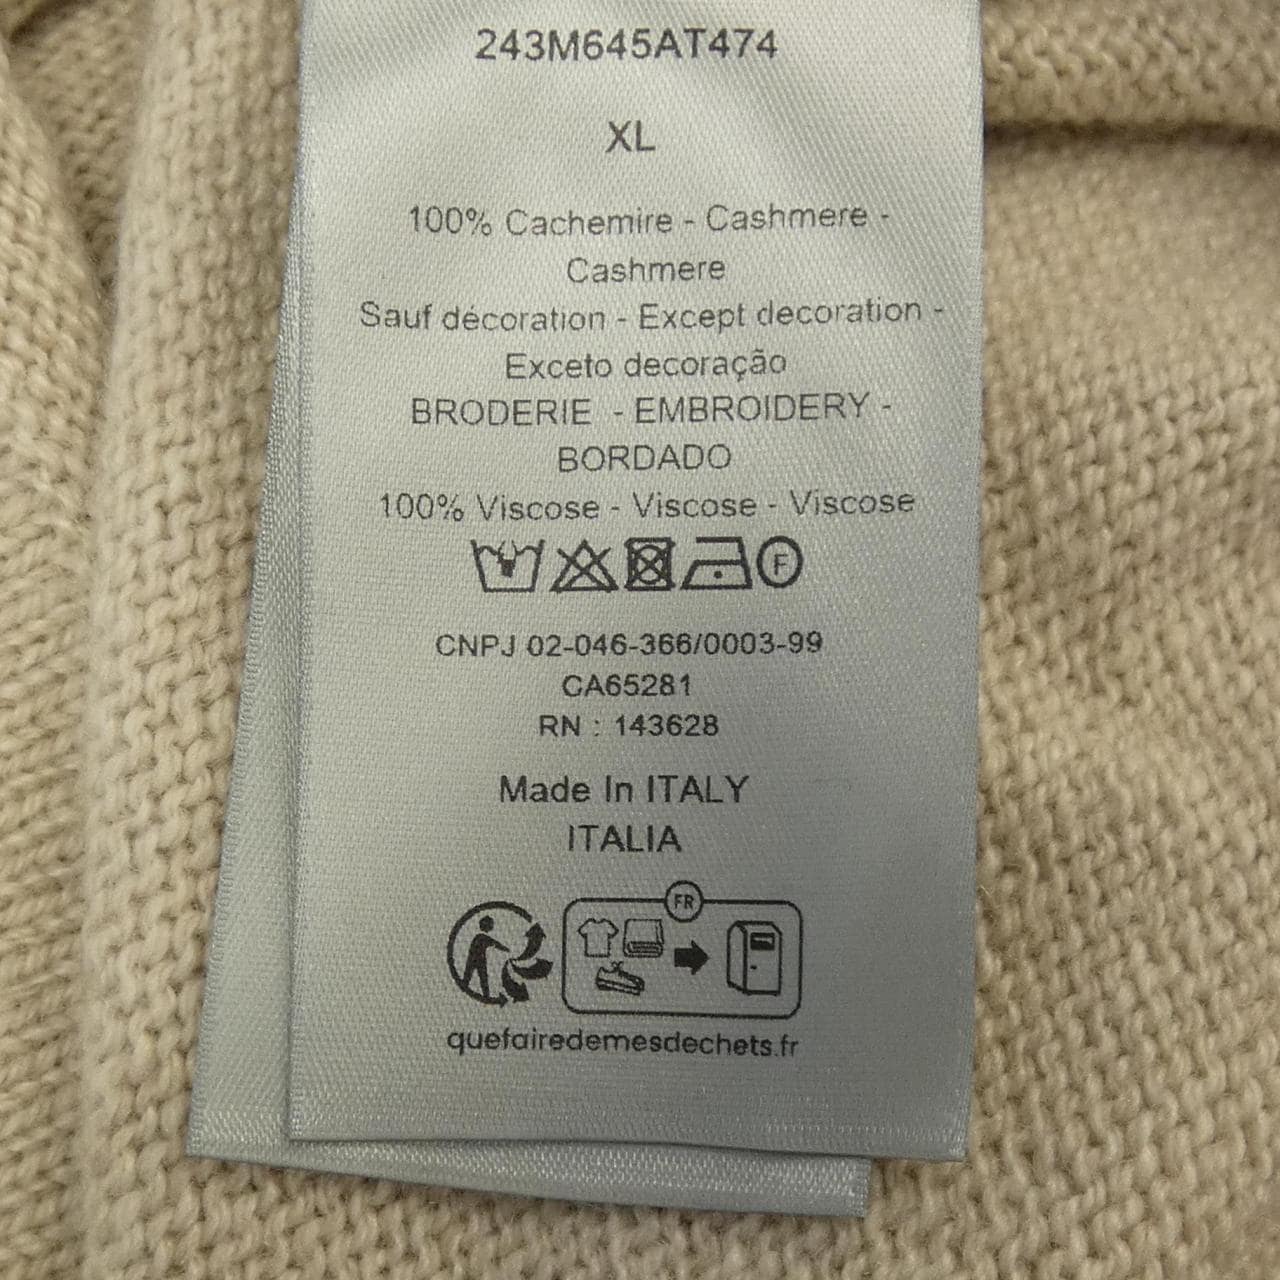 243M645AT474
XL
100% Cachemire - Cashmere -
Cashmere
Sauf décoration - Except decoration -
Exceto decoração
BRODERIE - EMBROIDERY -
BORDADO
100% Viscose - Viscose - Viscose
F
CNPJ 02-046-366/0003-99
CA65281
RN : 143628
Made In ITALY
ITALIA
FR
quefairedemesdechets.fr